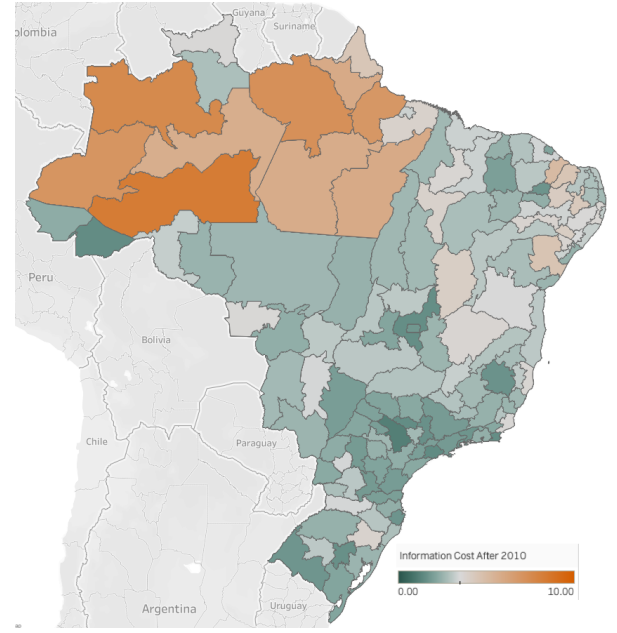 Guyana
olombia
Suriname
Peru
Bolivia
Chile
Paraguay
Information Cost After 2010
0.00 10.00
Argentina
Uruguay